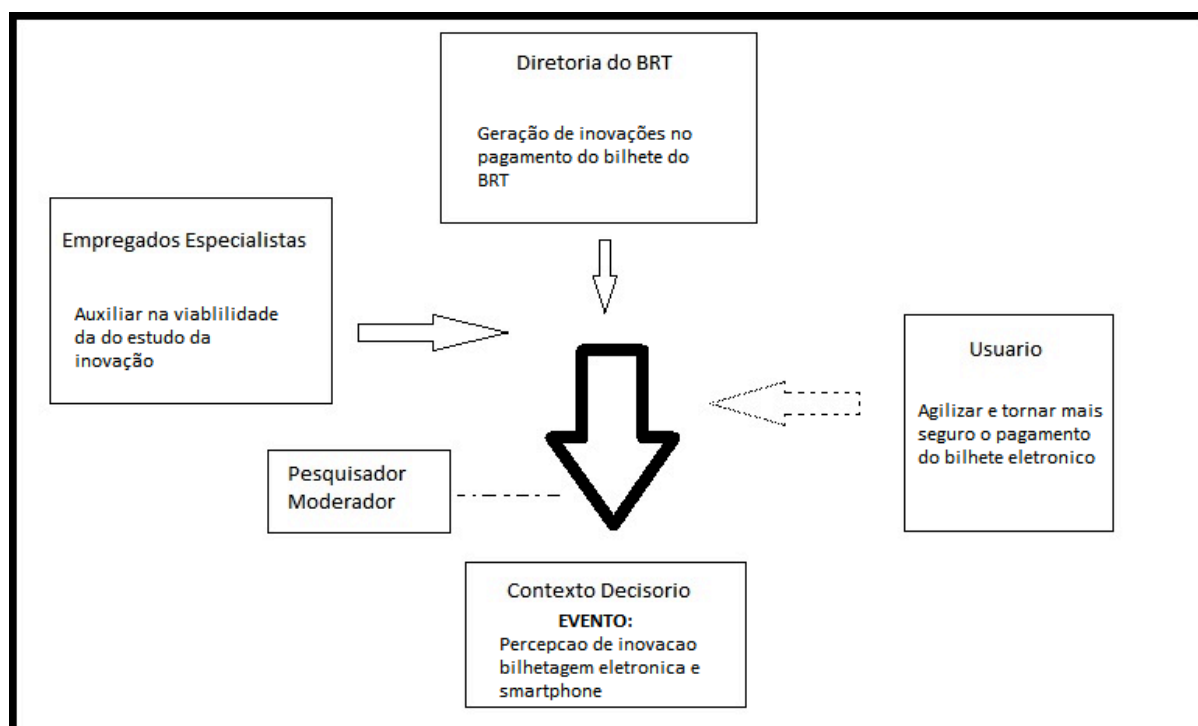 Diretoria do BRT
Geração de inovações no
pagamento do bilhete do
BRT
Empregados Especialistas
Auxiliar na viablilidade
da do estudo da
inovação
Usuario
Agilizar e tornar mais
seguro o pagamento
do bilhete eletronico
Pesquisador
Moderador
Contexto Decisorio
EVENTO:
Percepcao de inovacao
bilhetagem eletronica e
smartphone